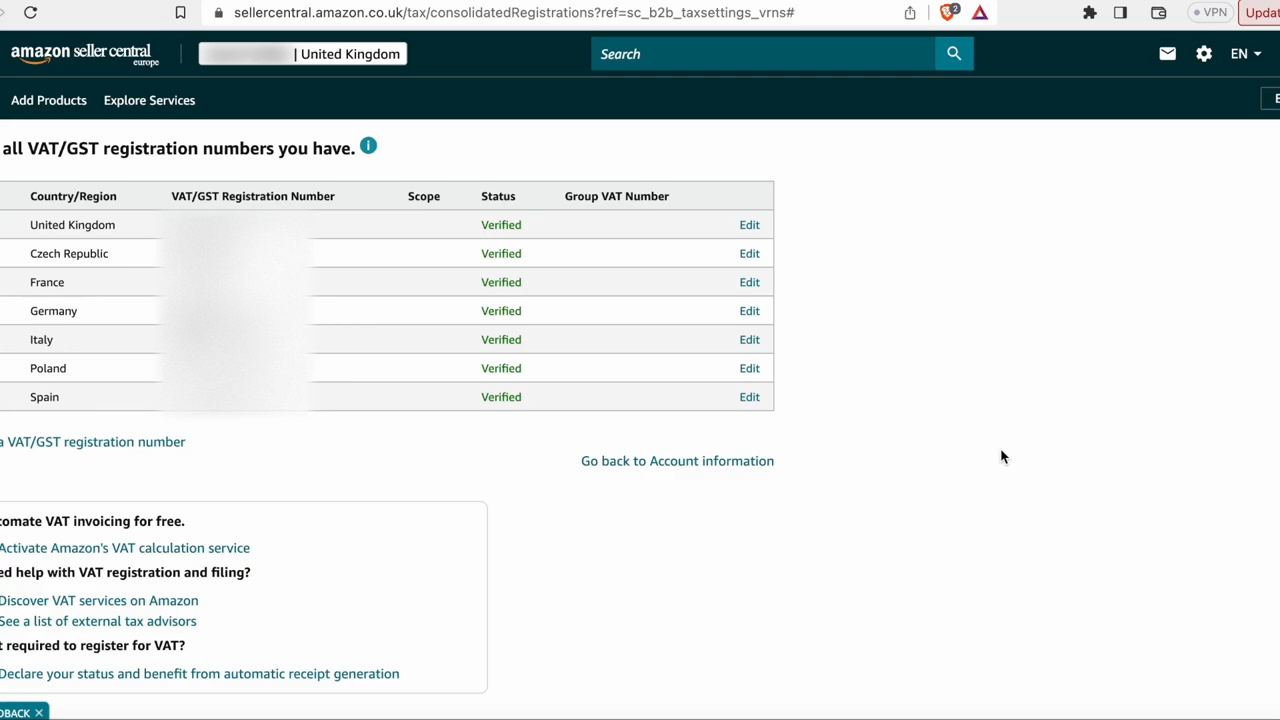 sellercentral.amazon.co.uk/tax/consolidatedRegistrations?ref=sc_b2b_taxsettings_vrns#
2
VPN
Updat
amazon seller central
europe
| United Kingdom
Search
EN
Add Products
Explore Services
all VAT/GST registration numbers you have.
Country/Region VAT/GST Registration Number Scope Status Group VAT Number
United Kingdom Verified Edit
Czech Republic Verified Edit
France Verified Edit
Germany Verified Edit
Italy Verified Edit
Poland Verified Edit
Spain Verified Edit
a VAT/GST registration number
Go back to Account information
tomate VAT invoicing for free.
Activate Amazon's VAT calculation service
ed help with VAT registration and filing?
Discover VAT services on Amazon
See a list of external tax advisors
t required to register for VAT?
Declare your status and benefit from automatic receipt generation
DBACK